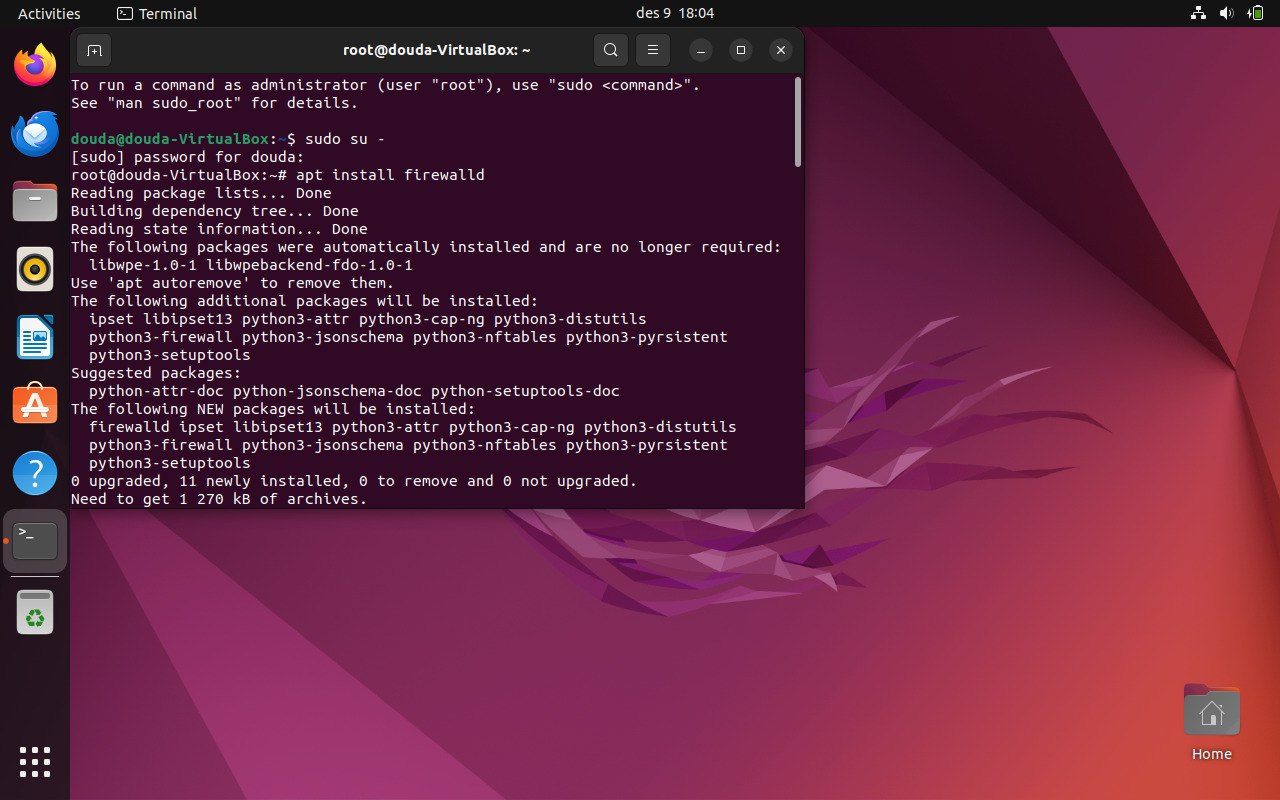 Activities
Terminal
des 9 18:04
root@douda-VirtualBox: ~
To run a command as administrator (user "root"), use "sudo <command>".
See "man sudo_root" for details.
douda@douda-VirtualBox:~$ sudo su -
[sudo] password for douda:
root@douda-VirtualBox:~# apt install firewalld
Reading package lists... Done
Building dependency tree... Done
Reading state information... Done
The following packages were automatically installed and are no longer required:
  libwpe-1.0-1 libwpebackend-fdo-1.0-1
Use 'apt autoremove' to remove them.
The following additional packages will be installed:
  ipset libipset13 python3-attr python3-cap-ng python3-distutils
  python3-firewall python3-jsonschema python3-nftables python3-pyrsistent
  python3-setuptools
Suggested packages:
  python-attr-doc python-jsonschema-doc python-setuptools-doc
The following NEW packages will be installed:
  firewalld ipset libipset13 python3-attr python3-cap-ng python3-distutils
  python3-firewall python3-jsonschema python3-nftables python3-pyrsistent
  python3-setuptools
0 upgraded, 11 newly installed, 0 to remove and 0 not upgraded.
Need to get 1 270 kB of archives.
Home